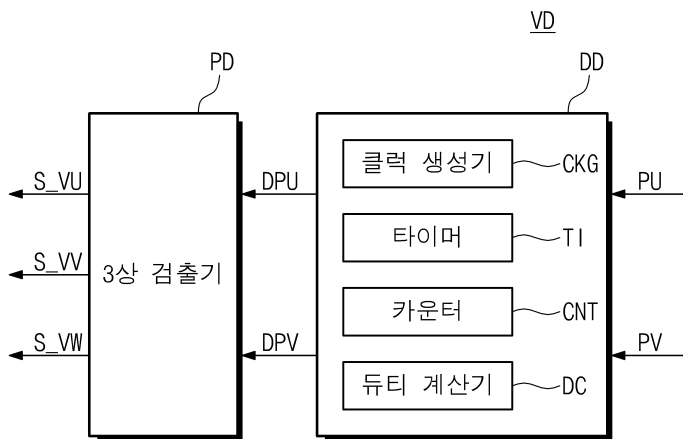 VD
PD
DD
클럭 생성기
CKG
S_VU
DPU
PU
타이머
TI
S_VV
3상 검출기
카운터
CNT
S_VW
DPV
PV
듀티 계산기
DC